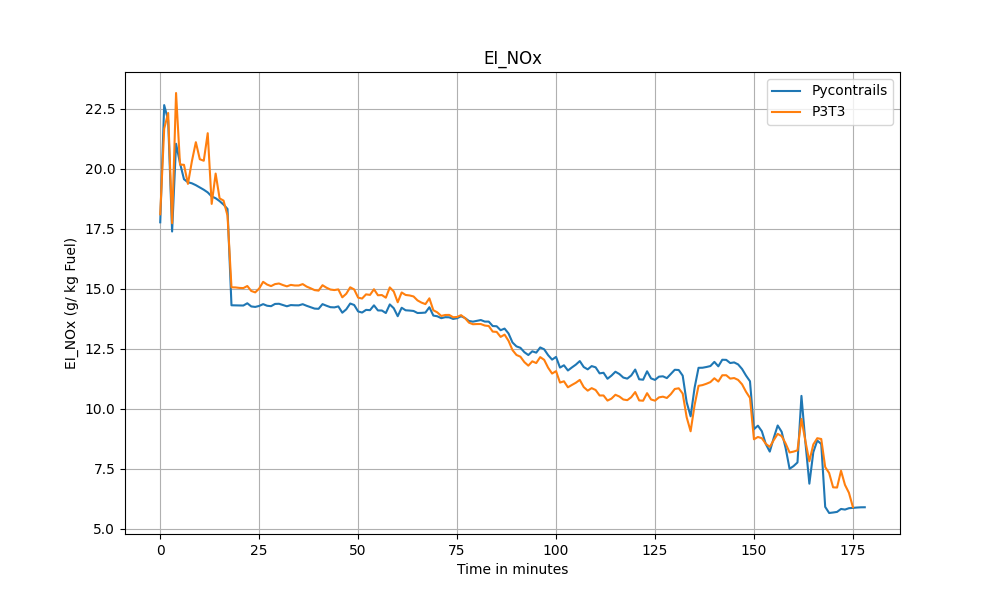 EI_NOx
Pycontrails
P3T3
EI_NOx (g/ kg Fuel)
22.5
20.0
17.5
15.0
12.5
10.0
7.5
5.0
0 25 50 75 100 125 150 175
Time in minutes